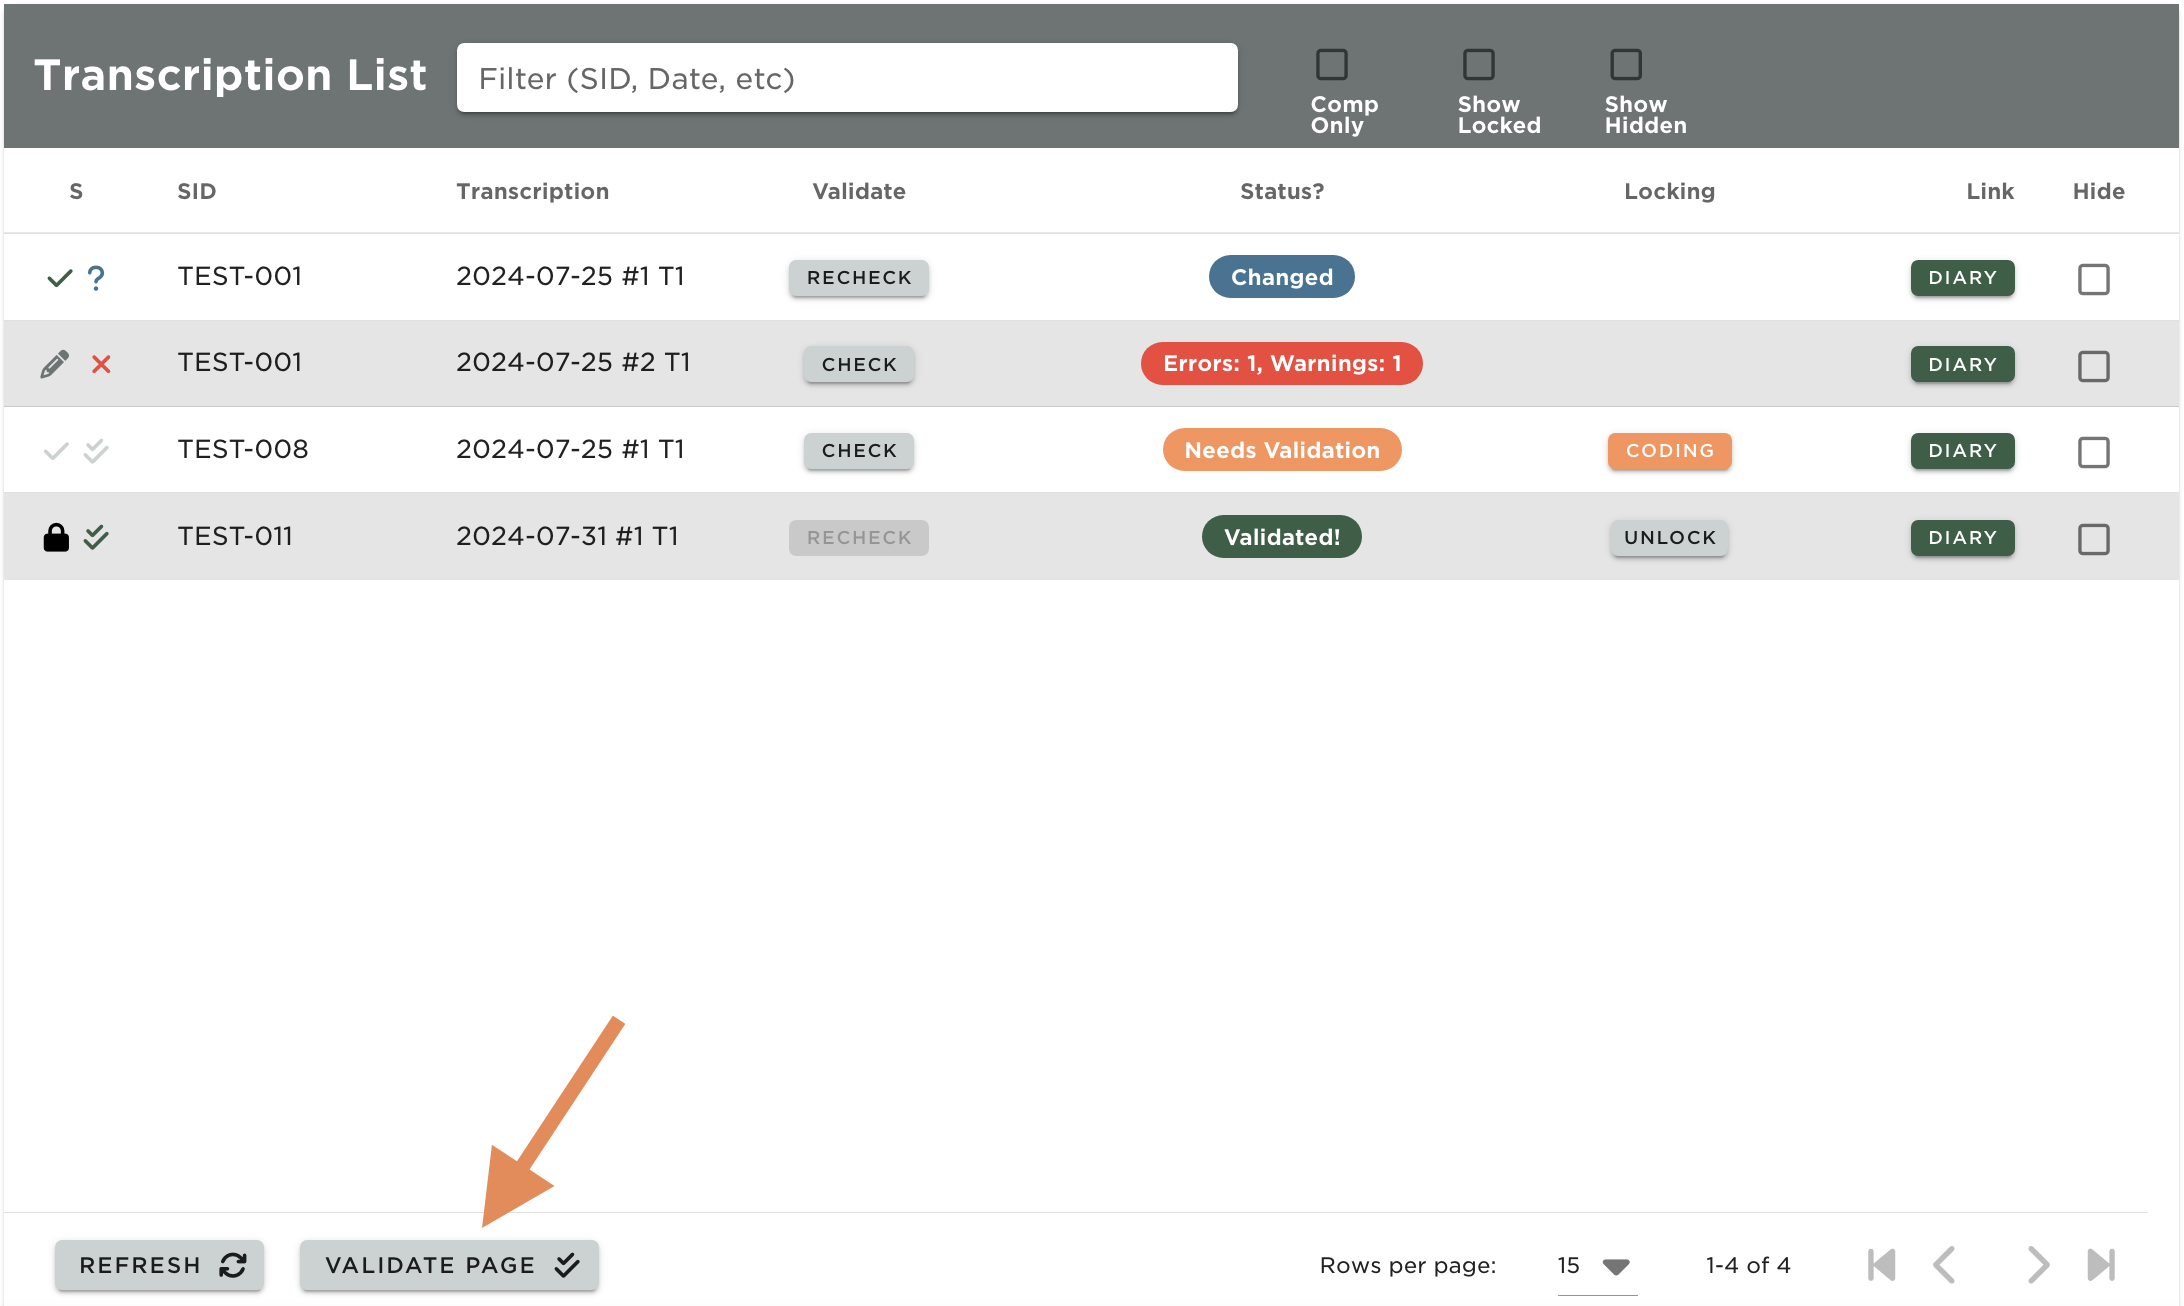 Transcription List
Filter (SID, Date, etc)
Comp
Only
Show
Locked
Show
Hidden
S SID Transcription Validate Status? Locking Link Hide
TEST-001 2024-07-25 #1 T1 RECHECK Changed DIARY
TEST-001 2024-07-25 #2 T1 CHECK Errors: 1, Warnings: 1 DIARY
TEST-008 2024-07-25 #1 T1 CHECK Needs Validation CODING DIARY
TEST-011 2024-07-31 #1 T1 RECHECK Validated! UNLOCK DIARY
REFRESH VALIDATE PAGE Rows per page: 15 1-4 of 4